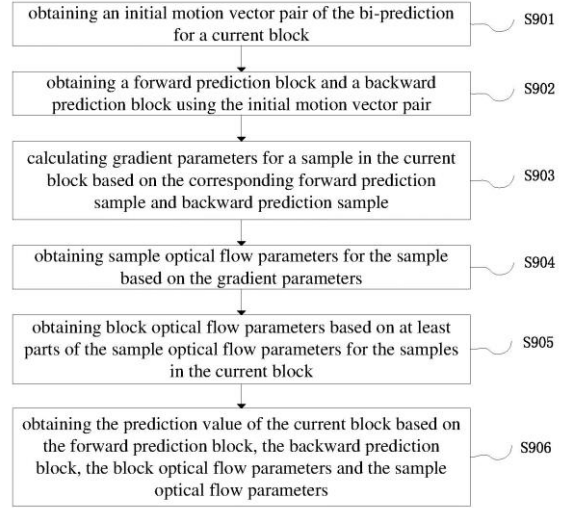 obtaining an initial motion vector pair of the bi-prediction
for a current block
S901
obtaining a forward prediction block and a backward
prediction block using the initial motion vector pair
S902
calculating gradient parameters for a sample in the current
block based on the corresponding forward prediction
sample and backward prediction sample
S903
obtaining sample optical flow parameters for the sample
based on the gradient parameters
S904
obtaining block optical flow parameters based on at least
parts of the sample optical flow parameters for the samples
in the current block
S905
obtaining the prediction value of the current block based on
the forward prediction block, the backward prediction
block, the block optical flow parameters and the sample
optical flow parameters
S906